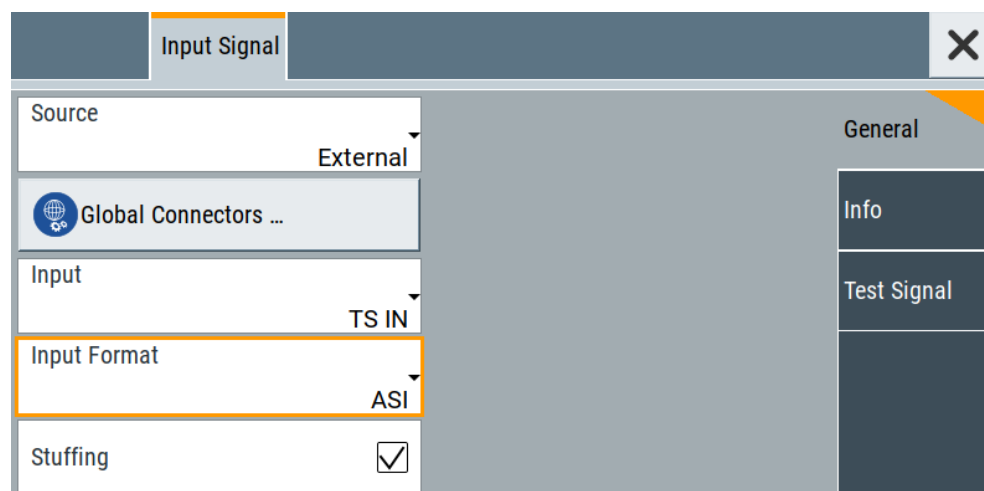 Input Signal
Source
External
Global Connectors ...
Input
TS IN
Input Format
ASI
Stuffing
General
Info
Test Signal